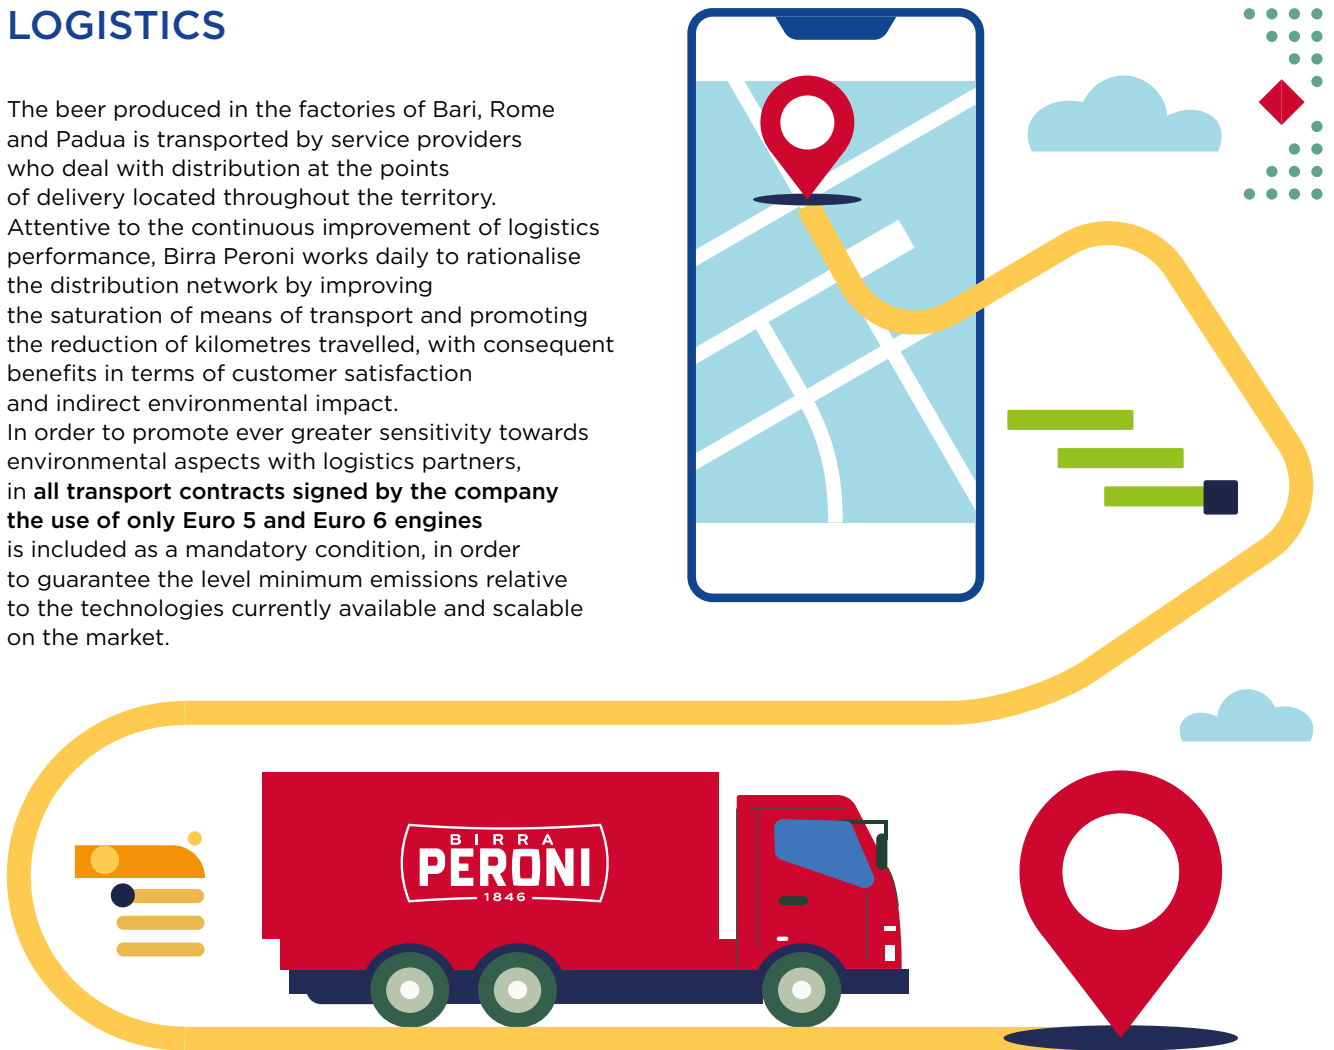 LOGISTICS
The beer produced in the factories of Bari, Rome
and Padua is transported by service providers
who deal with distribution at the points
of delivery located throughout the territory.
Attentive to the continuous improvement of logistics
performance, Birra Peroni works daily to rationalise
the distribution network by improving
the saturation of means of transport and promoting
the reduction of kilometres travelled, with consequent
benefits in terms of customer satisfaction
and indirect environmental impact.
In order to promote ever greater sensitivity towards
environmental aspects with logistics partners,
in all transport contracts signed by the company
the use of only Euro 5 and Euro 6 engines
is included as a mandatory condition, in order
to guarantee the level minimum emissions relative
to the technologies currently available and scalable
on the market.
BIRRA
PERONI
1846